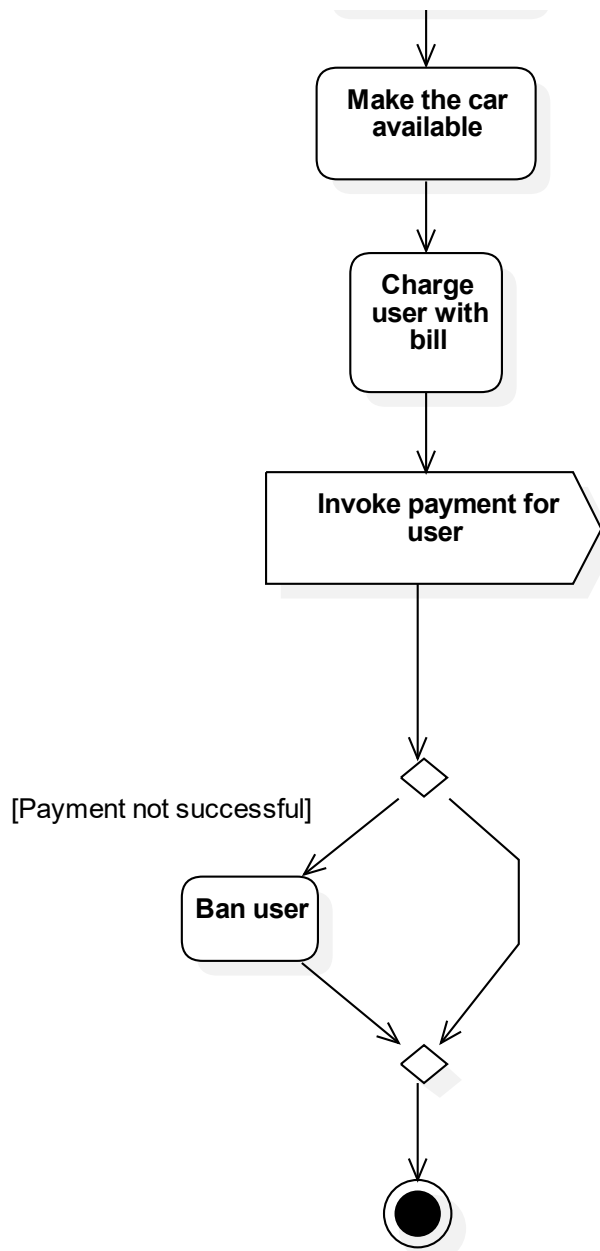 Make the car
available
Charge
user with
bill
Invoke payment for
user
[Payment not successful]
Ban user